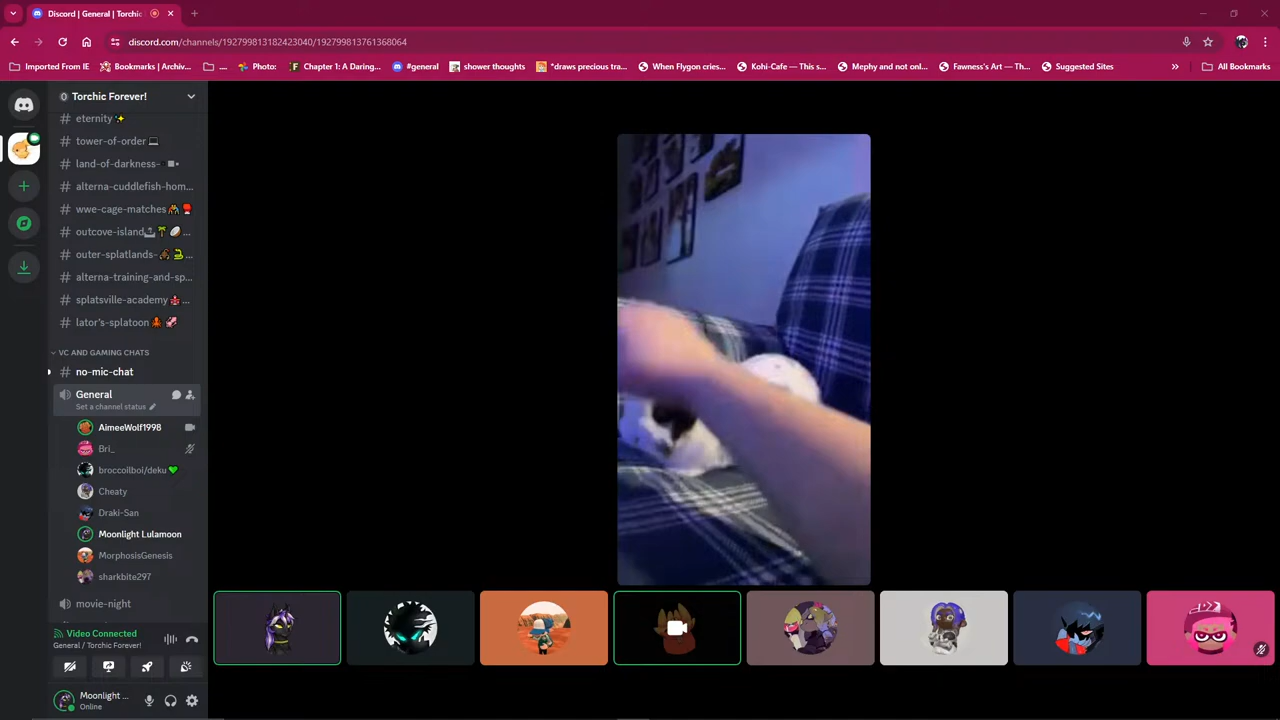 Discord | General | Torchic
discord.com/channels/192799813182423040/192799813761368064
Imported From IE
Bookmarks | Archiv...
....
Photo:
Chapter 1: A Daring...
#general
shower thoughts
"draws precious tra...
When Flygon cries...
Kohi-Cafe — This s...
Mephy and not onl...
Fawness's Art — Th...
Suggested Sites
»
All Bookmarks
Torchic Forever!
# eternity
# tower-of-order
# land-of-darkness-
# alterna-cuddlefish-hom...
# wwe-cage-matches
# outcove-island ...
# outer-splatlands- ...
# alterna-training-and-sp...
# splatsville-academy ...
# lator's-splatoon
VC AND GAMING CHATS
# no-mic-chat
General
Set a channel status
AimeeWolf1998
Bri_
broccoilboi/deku
Cheaty
Draki-San
Moonlight Lulamoon
MorphosisGenesis
sharkbite297
movie-night
Video Connected
General / Torchic Forever!
Moonlight ...
Online